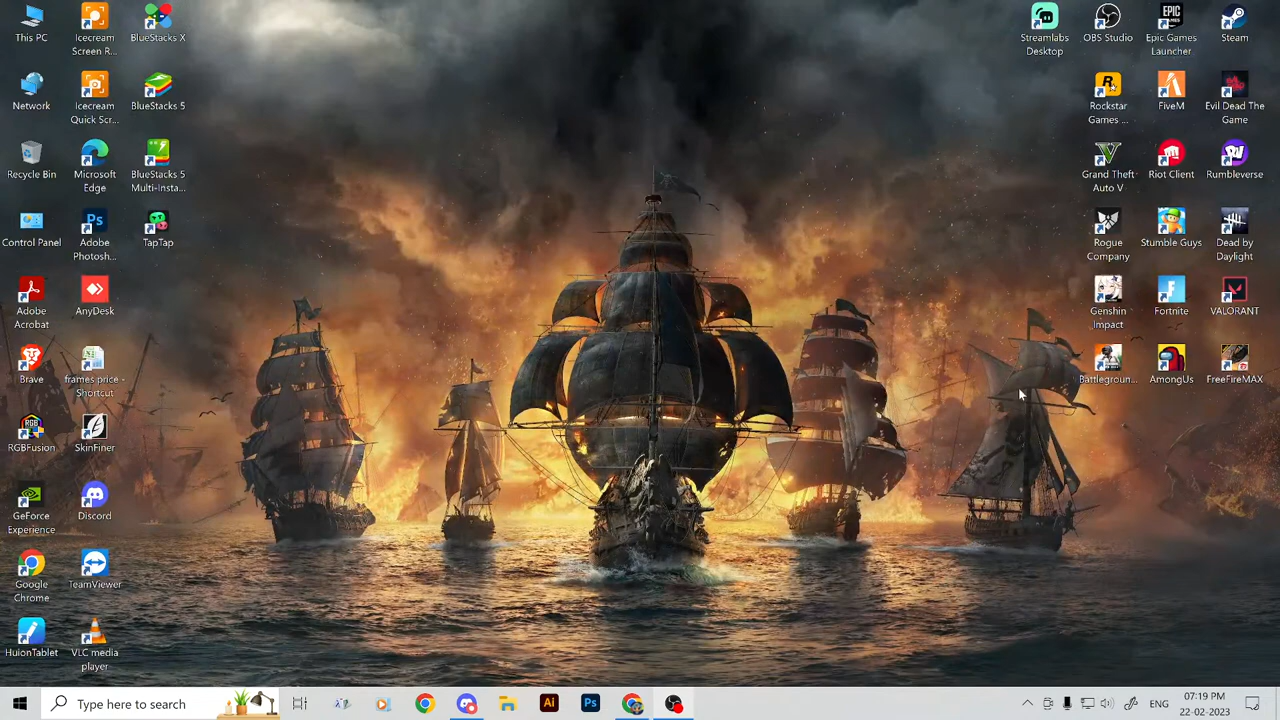 This PC
Icecream
Screen R...
BlueStacks X
Network
Icecream
Quick Scr...
BlueStacks 5
Recycle Bin
Microsoft
Edge
BlueStacks 5
Multi-Insta...
Control Panel
Adobe
Photosh...
TapTap
Adobe
Acrobat
AnyDesk
Brave
frames price -
Shortcut
RGBFusion
SkinFiner
GeForce
Experience
Discord
Google
Chrome
TeamViewer
HuionTablet
VLC media
player
Streamlabs
Desktop
OBS Studio
Epic Games
Launcher
Steam
Rockstar
Games ...
FiveM
Evil Dead The
Game
Grand Theft
Auto V
Riot Client
Rumbleverse
Rogue
Company
Stumble Guys
Dead by
Daylight
Genshin
Impact
Fortnite
VALORANT
Battlegroun...
AmongUs
FreeFireMAX
Type here to search
Ai
Ps
ENG
07:19 PM
22-02-2023